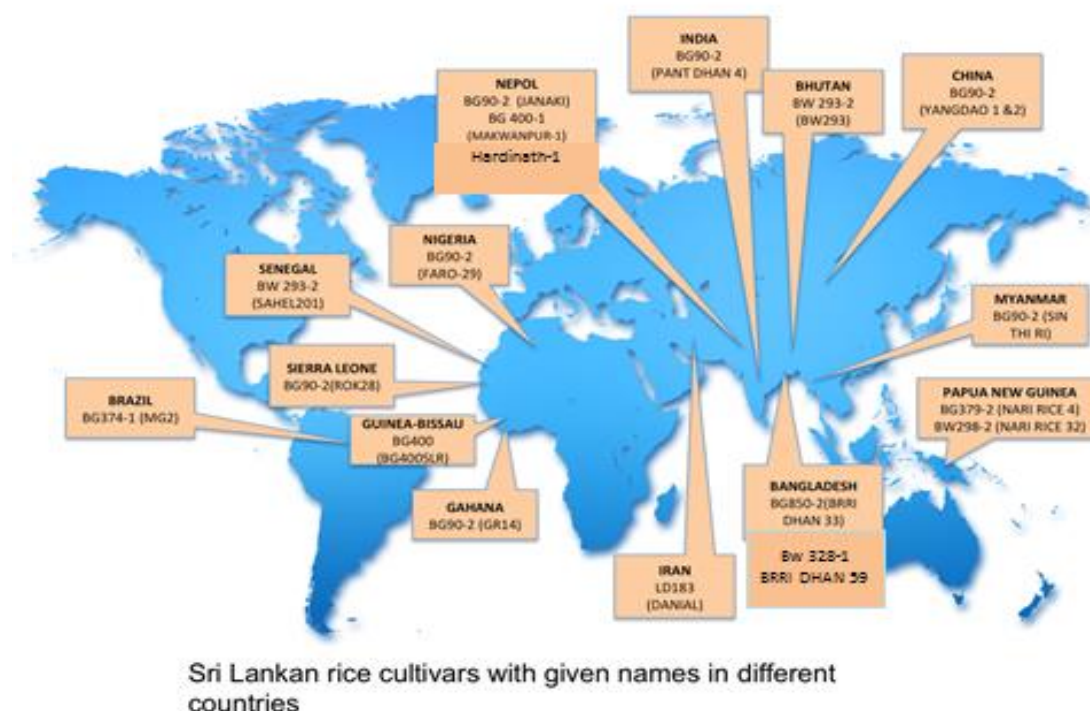 INDIA
BG90-2
(PANT DHAN 4)
NEPOL
BG90-2 (JANAKI)
BG 400-1
(MAKWANPUR-1)
Hardinath-1
BHUTAN
BW 293-2
(BW293)
CHINA
BG90-2
(YANGDAO 1 &2)
NIGERIA
BG90-2
(FARO-29)
SENEGAL
BW 293-2
(SAHEL201)
MYANMAR
BG90-2 (SIN
THI RI)
SIERRA LEONE
BG90-2(ROK28)
BRAZIL
BG374-1 (MG2)
GUINEA-BISSAU
BG400
(BG400SLR)
PAPUA NEW GUINEA
BG379-2 (NARI RICE 4)
BW298-2 (NARI RICE 32)
GAHANA
BG90-2 (GR14)
BANGLADESH
BG850-2(BRRI
DHAN 33)
Bw 328-1
BRRI DHAN 59
IRAN
LD183
(DANIAL)
Sri Lankan rice cultivars with given names in different
countries